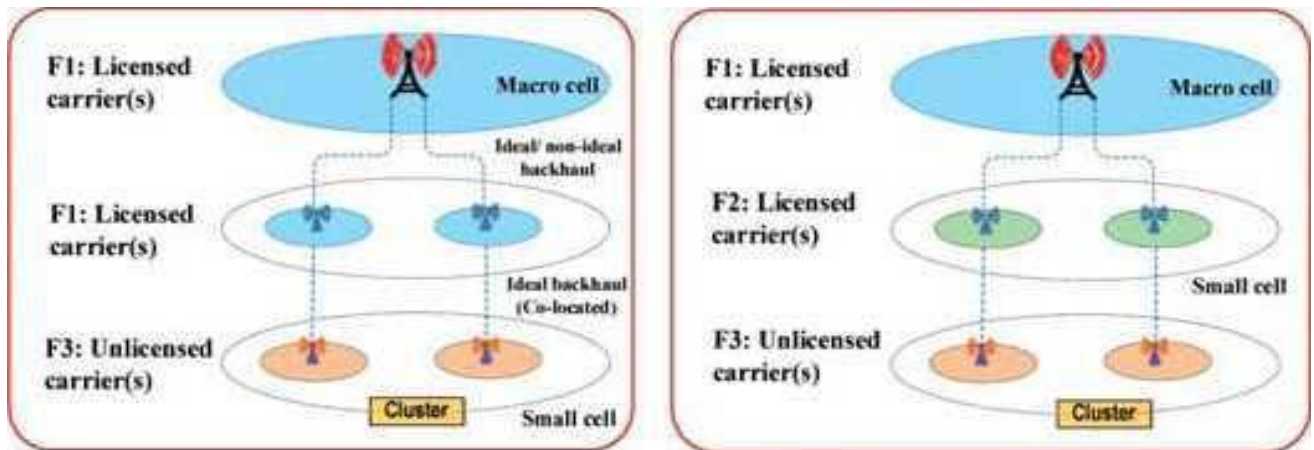 F1: Licensed
carrier(s)
Macro cell
Ideal/ non-ideal
backhaul
F1: Licensed
carrier(s)
Ideal backhaul
(Co-located)
F3: Unlicensed
carrier(s)
Cluster
Small cell
F1: Licensed
carrier(s)
Macro cell
F2: Licensed
carrier(s)
Small cell
F3: Unlicensed
carrier(s)
Cluster